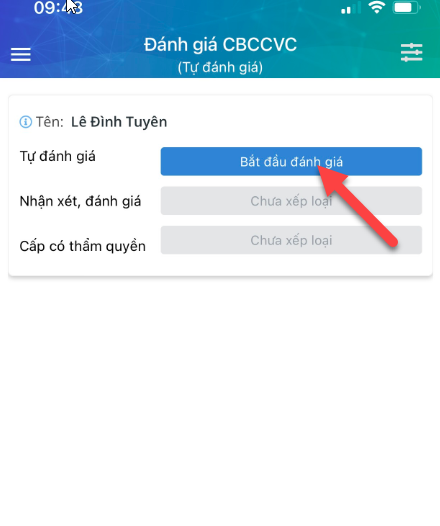 Đánh giá CBCCVC
(Tự đánh giá)
Tên: Lê Đình Tuyên
Tự đánh giá
Bắt đầu đánh giá
Nhận xét, đánh giá
Chưa xếp loại
Cấp có thẩm quyền
Chưa xếp loại